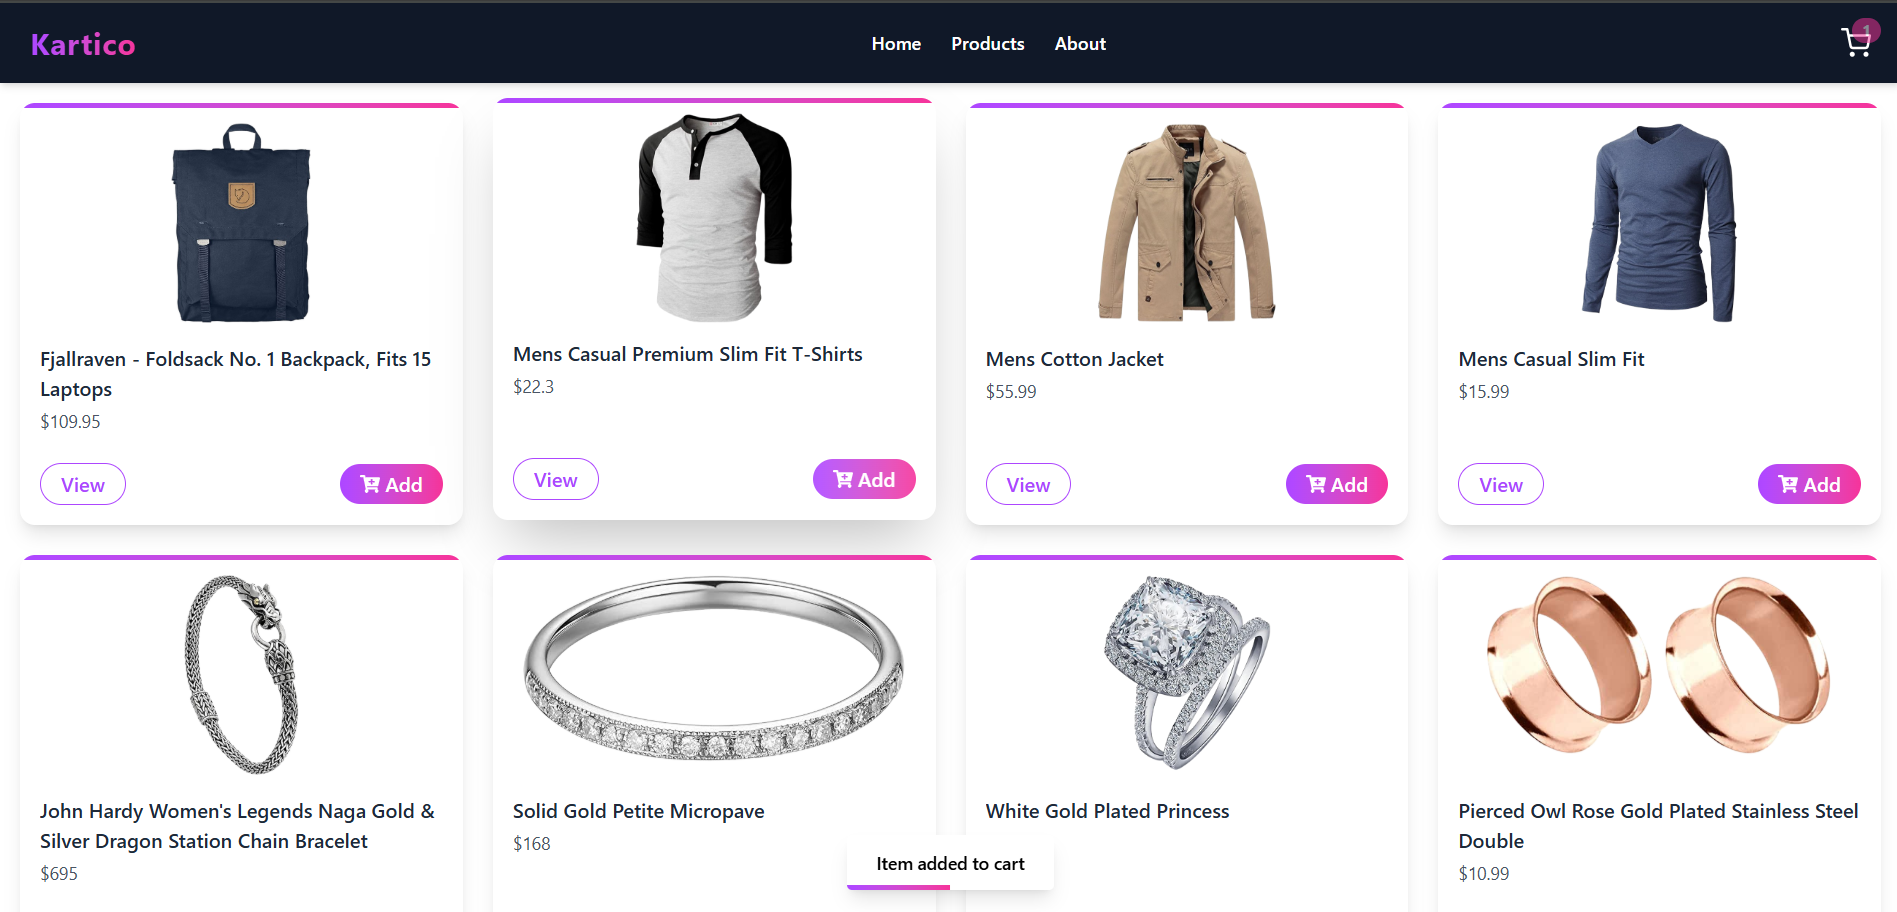 Kartico
Home
Products
About
1
Fjallraven - Foldsack No. 1 Backpack, Fits 15
Laptops
$109.95
View
Add
Mens Casual Premium Slim Fit T-Shirts
$22.3
View
Add
Mens Cotton Jacket
$55.99
View
Add
Mens Casual Slim Fit
$15.99
View
Add
John Hardy Women's Legends Naga Gold &
Silver Dragon Station Chain Bracelet
$695
Solid Gold Petite Micropave
$168
White Gold Plated Princess
Pierced Owl Rose Gold Plated Stainless Steel
Double
$10.99
Item added to cart